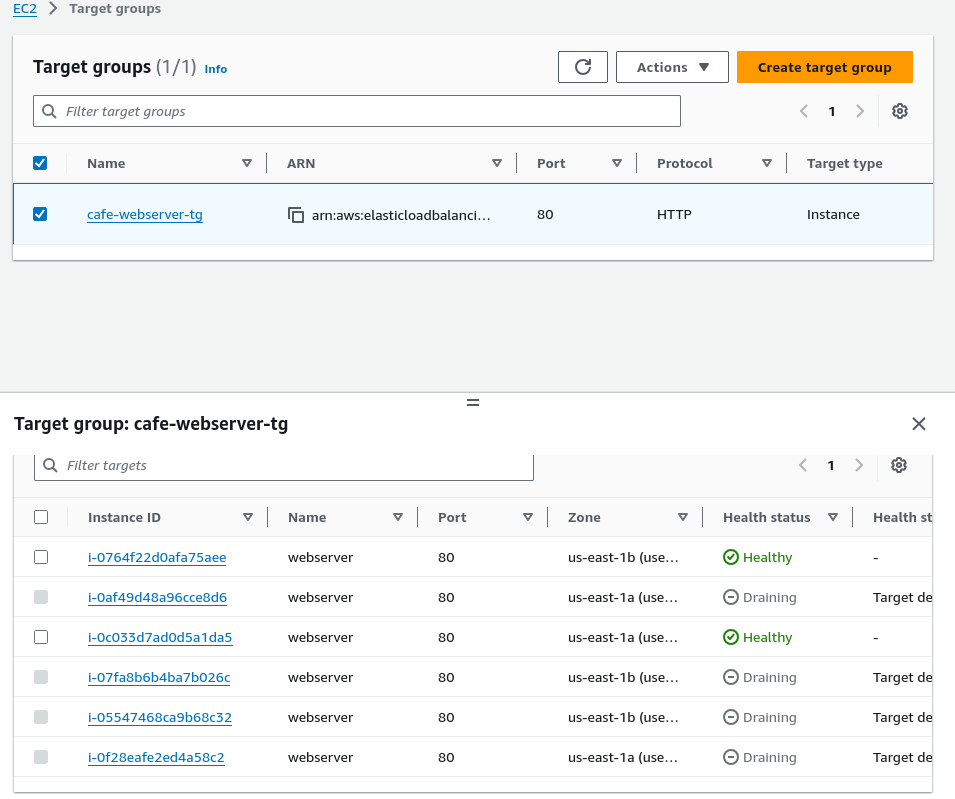 EC2 > Target groups
Target groups (1/1) Info
Actions
Create target group
Filter target groups
1
Name ARN Port Protocol Target type
cafe-webserver-tg arn:aws:elasticloadbalanci... 80 HTTP Instance
Target group: cafe-webserver-tg
Filter targets
1
Instance ID Name Port Zone Health status Health st
i-0764f22d0afa75aee webserver 80 us-east-1b (use... Healthy -
i-0af49d48a96cce8d6 webserver 80 us-east-1a (use... Draining Target de
i-0c033d7ad0d5a1da5 webserver 80 us-east-1a (use... Healthy -
i-07fa8b6b4ba7b026c webserver 80 us-east-1b (use... Draining Target de
i-05547468ca9b68c32 webserver 80 us-east-1b (use... Draining Target de
i-0f28eafe2ed4a58c2 webserver 80 us-east-1a (use... Draining Target de